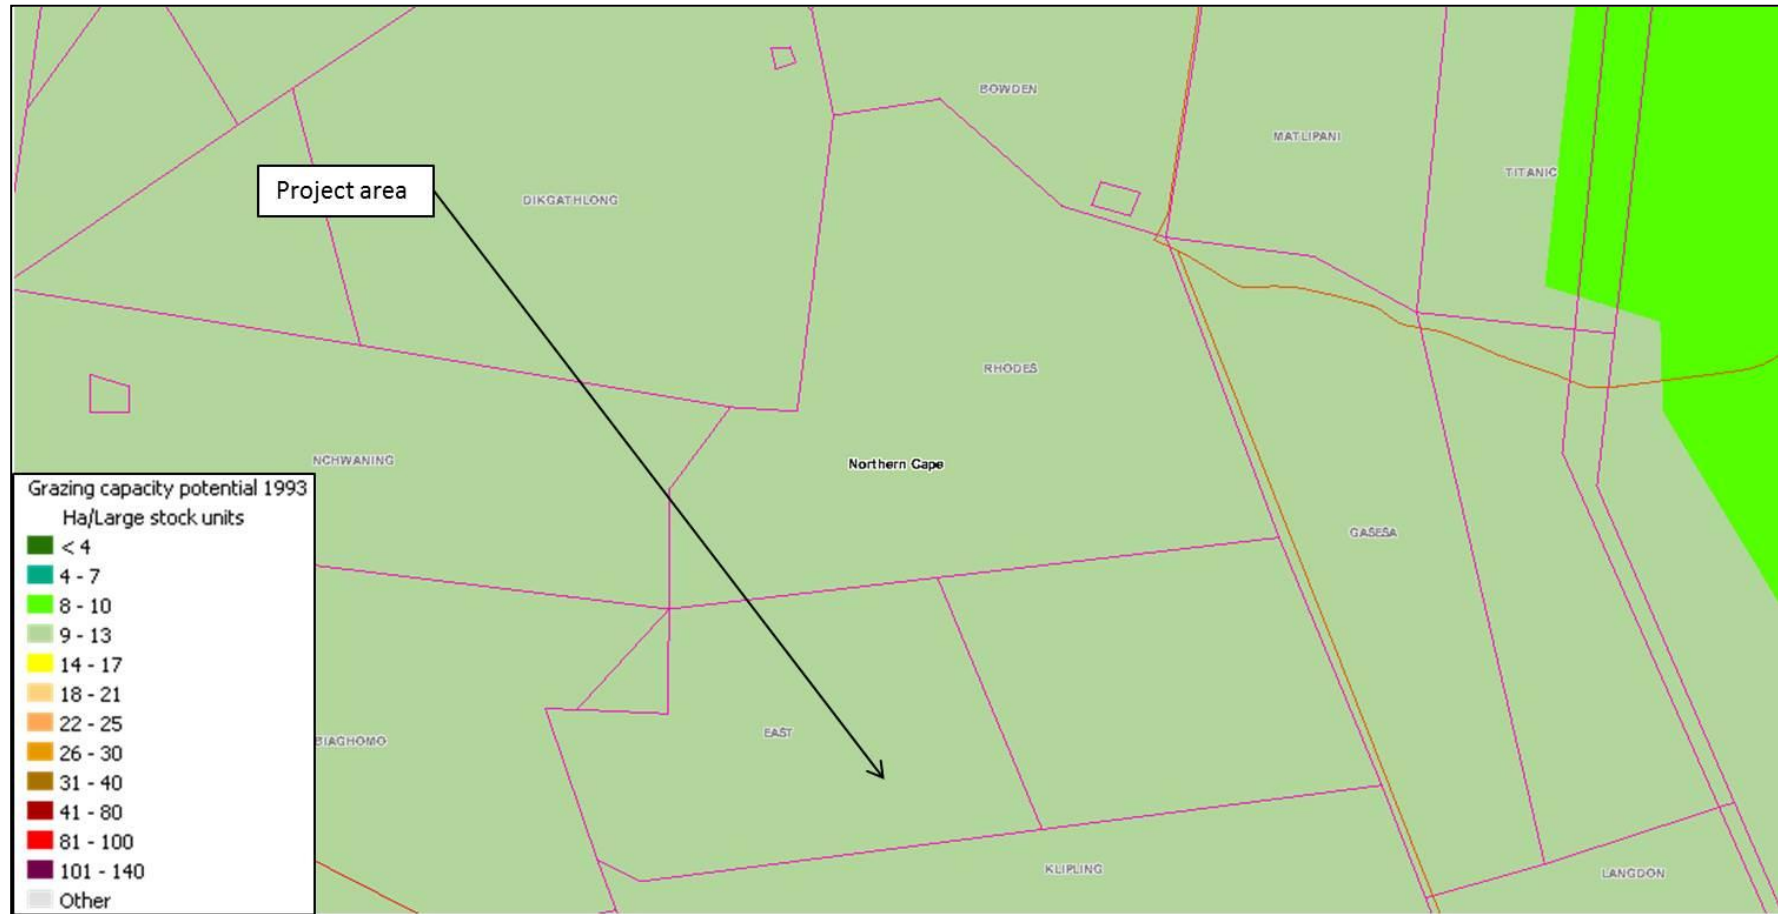 BOWDEN
MATLIPANI
TITANIC
Project area
DIKGATHLONG
RHODES
NCHWANING
Northern Cape
GASESA
EAST
BIAGHOMO
KLIPLING
LANGDON
Grazing capacity potential 1993
Ha/Large stock units
< 4
4 - 7
8 - 10
9 - 13
14 - 17
18 - 21
22 - 25
26 - 30
31 - 40
41 - 80
81 - 100
101 - 140
Other